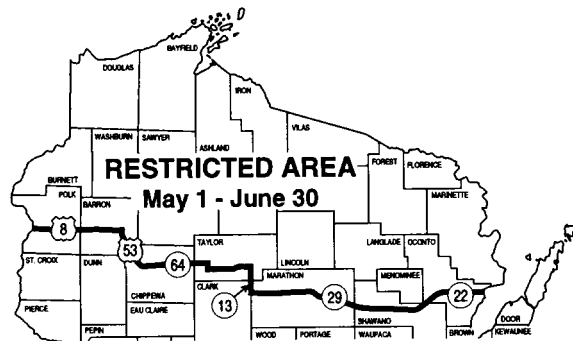 BAYFIELD
DOUGLAS
IRON
VILAS
WASHBURN
SAWYER
ASHLAND
FOREST
FLORENCE
RESTRICTED AREA
May 1 - June 30
BURNETT
POLK
BARRON
MARINETTE
8
53
64
TAYLOR
LINCOLN
LANGLADE
OCONTO
ST. CROIX
DUNN
CHIPPEWA
CLARK
MARATHON
MENOMINEE
13
29
22
PIERCE
PEPIN
EAU CLAIRE
WOOD
PORTAGE
SHAWANO
WAUPACA
BROWN
DOOR
KEWAUNEE